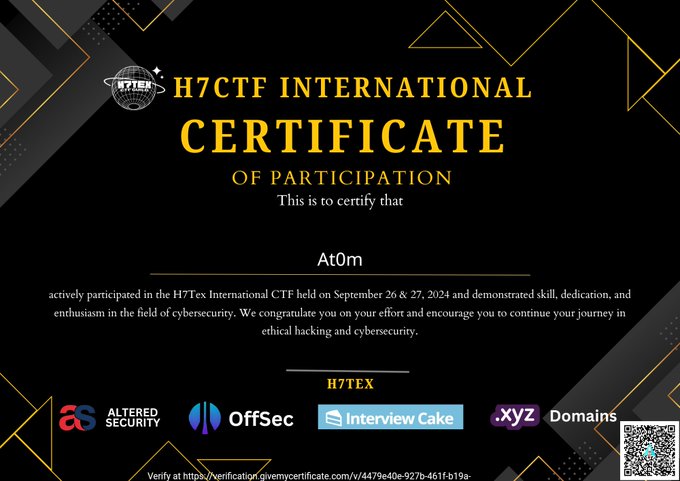 H7TEX
CTF GUILD
H7CTF INTERNATIONAL
CERTIFICATE
OF PARTICIPATION
This is to certify that
At0m
actively participated in the H7Tex International CTF held on September 26 & 27, 2024 and demonstrated skill, dedication, and
enthusiasm in the field of cybersecurity. We congratulate you on your effort and encourage you to continue your journey in
ethical hacking and cybersecurity.
H7TEX
as ALTERED
SECURITY
OffSec
Interview Cake
.xyz Domains
Verify at https://verification.givemycertificate.com/v/4479e40e-927b-461f-b19a-